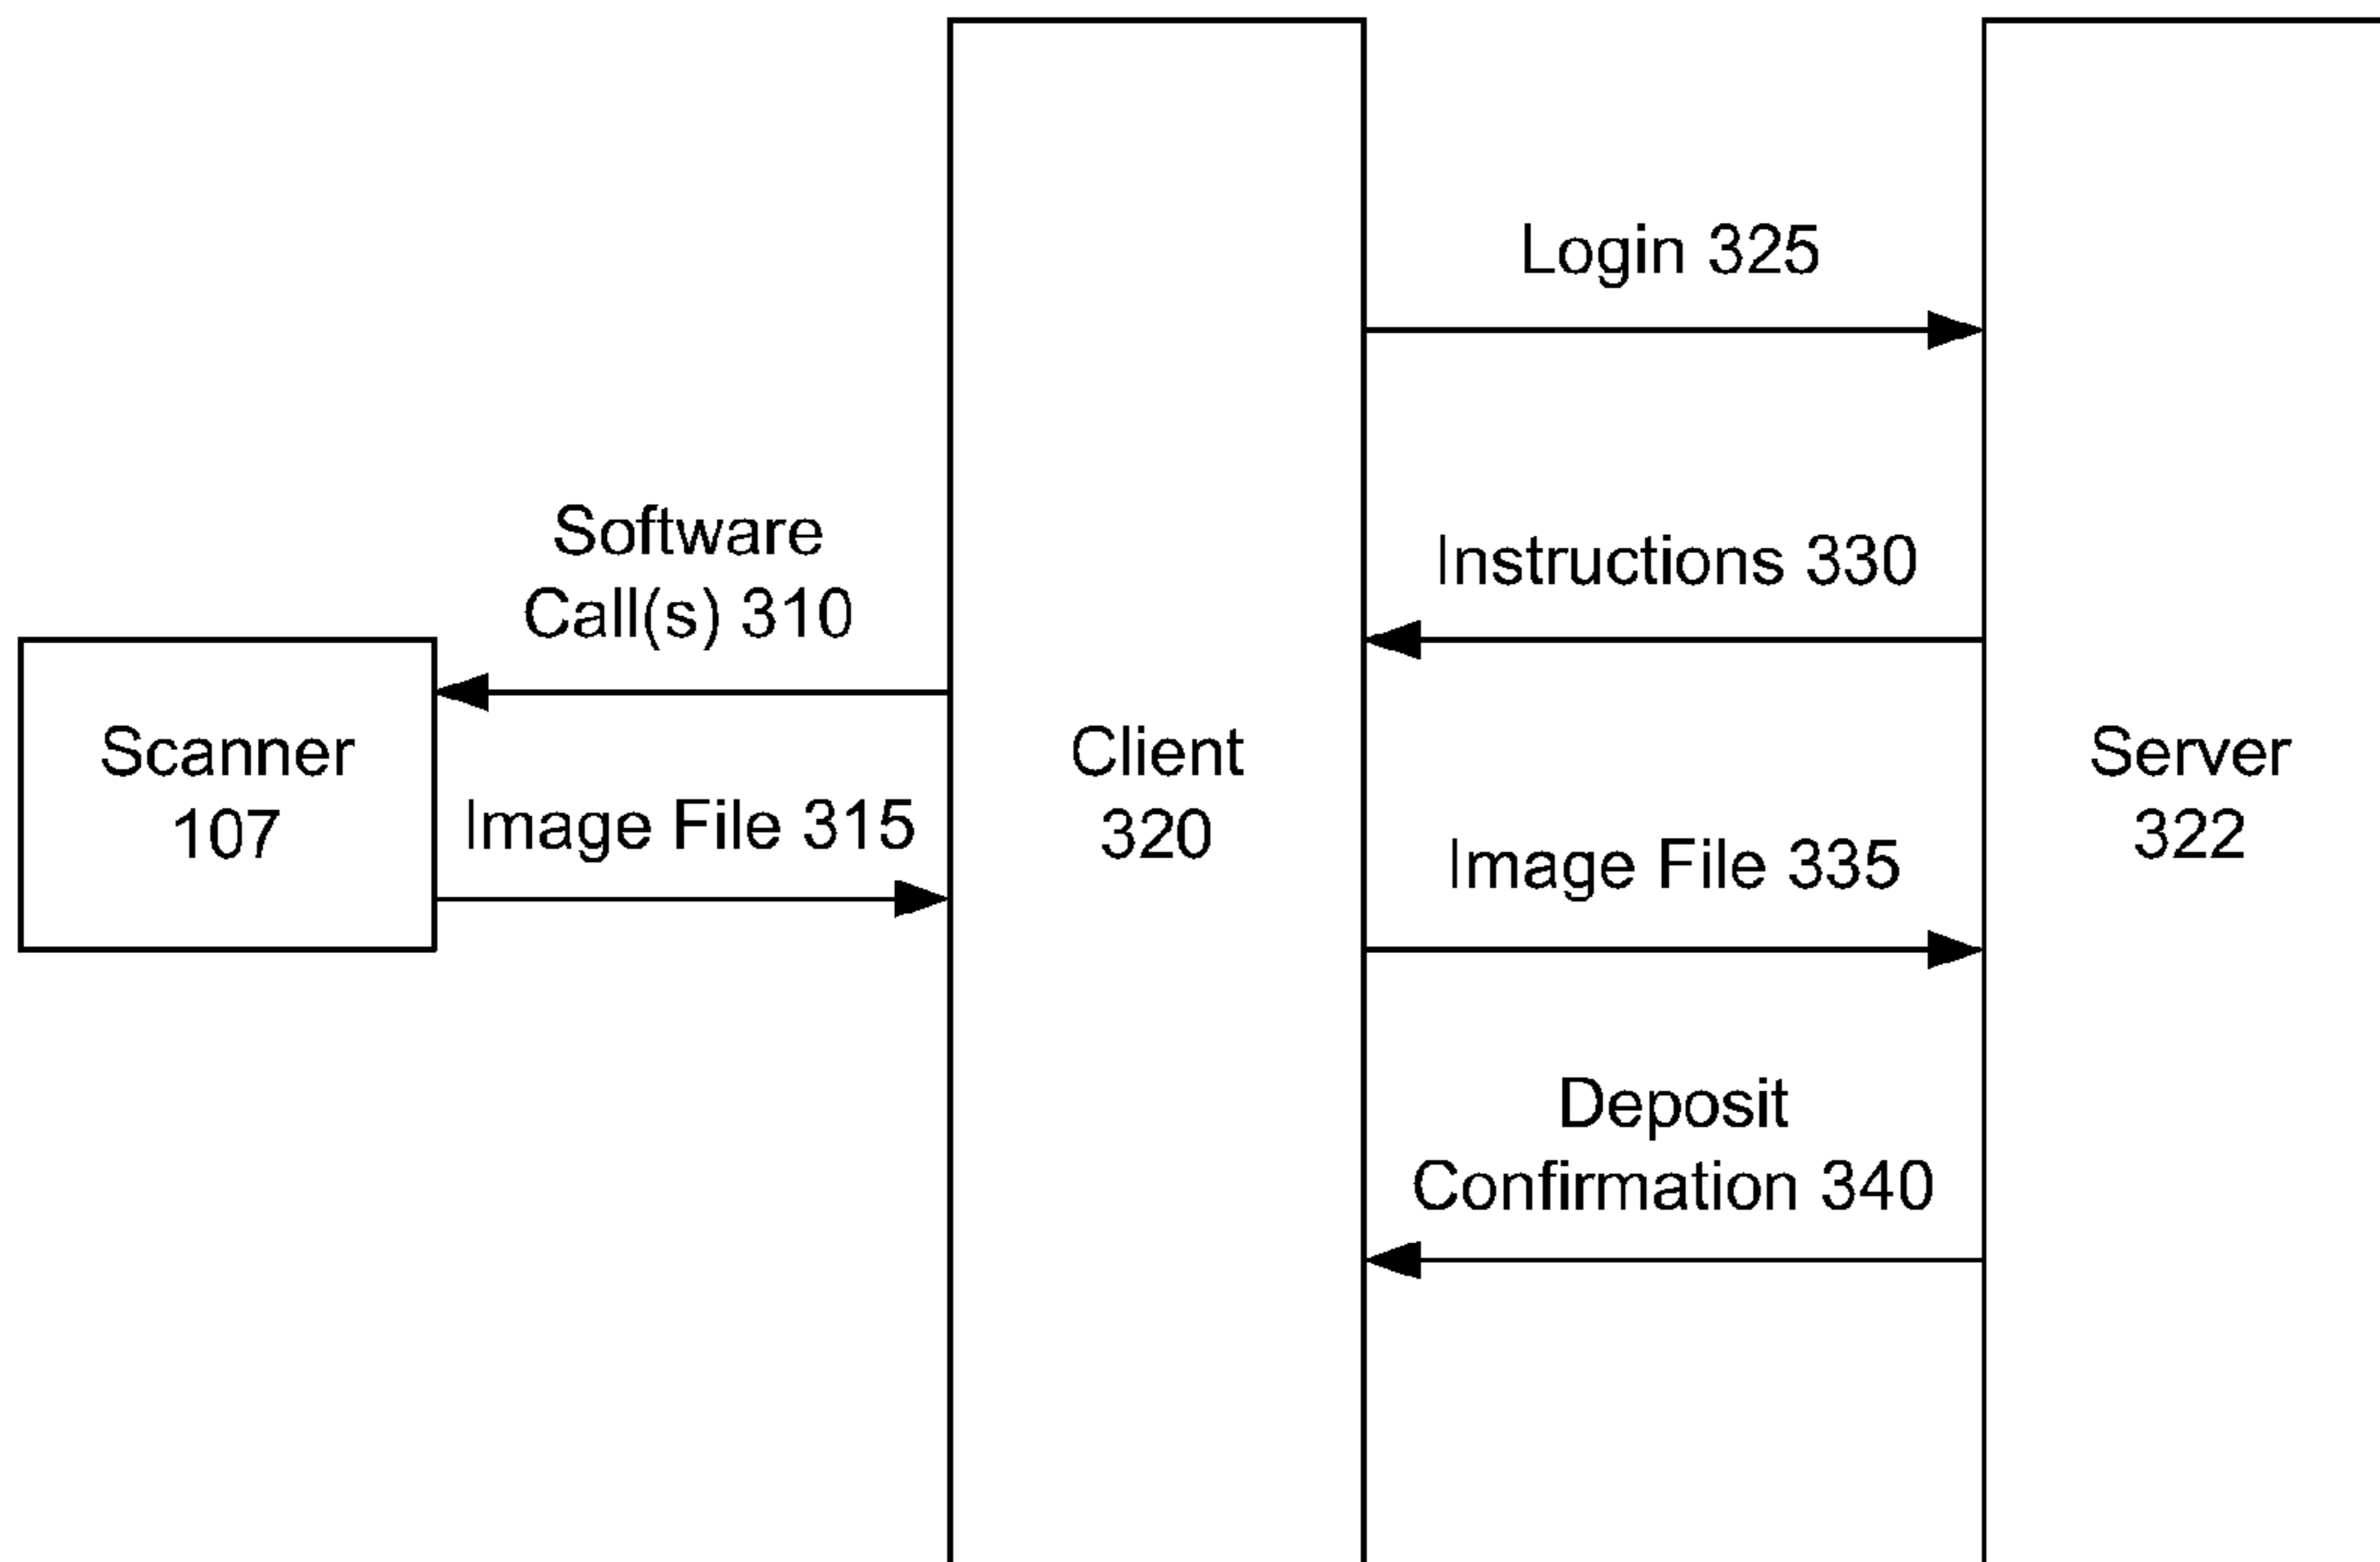 Login 325
Instructions 330
Software
Call(s) 310
Scanner
107
Image File 315
Client
320
Image File 335
Server
322
Deposit
Confirmation 340